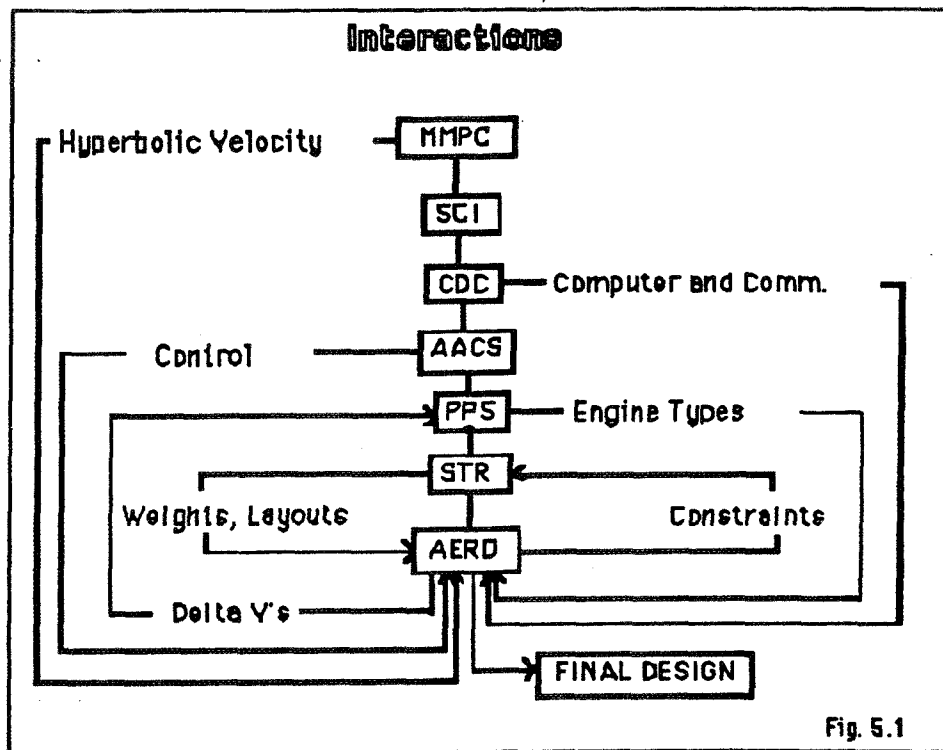 Interactions
Hyperbolic Velocity
MMPC
SCI
CDC
Computer and Comm.
Control
AACS
PPS
Engine Types
STR
Weights, Layouts
Constraints
AERO
Delta V's
FINAL DESIGN
Fig. 5.1